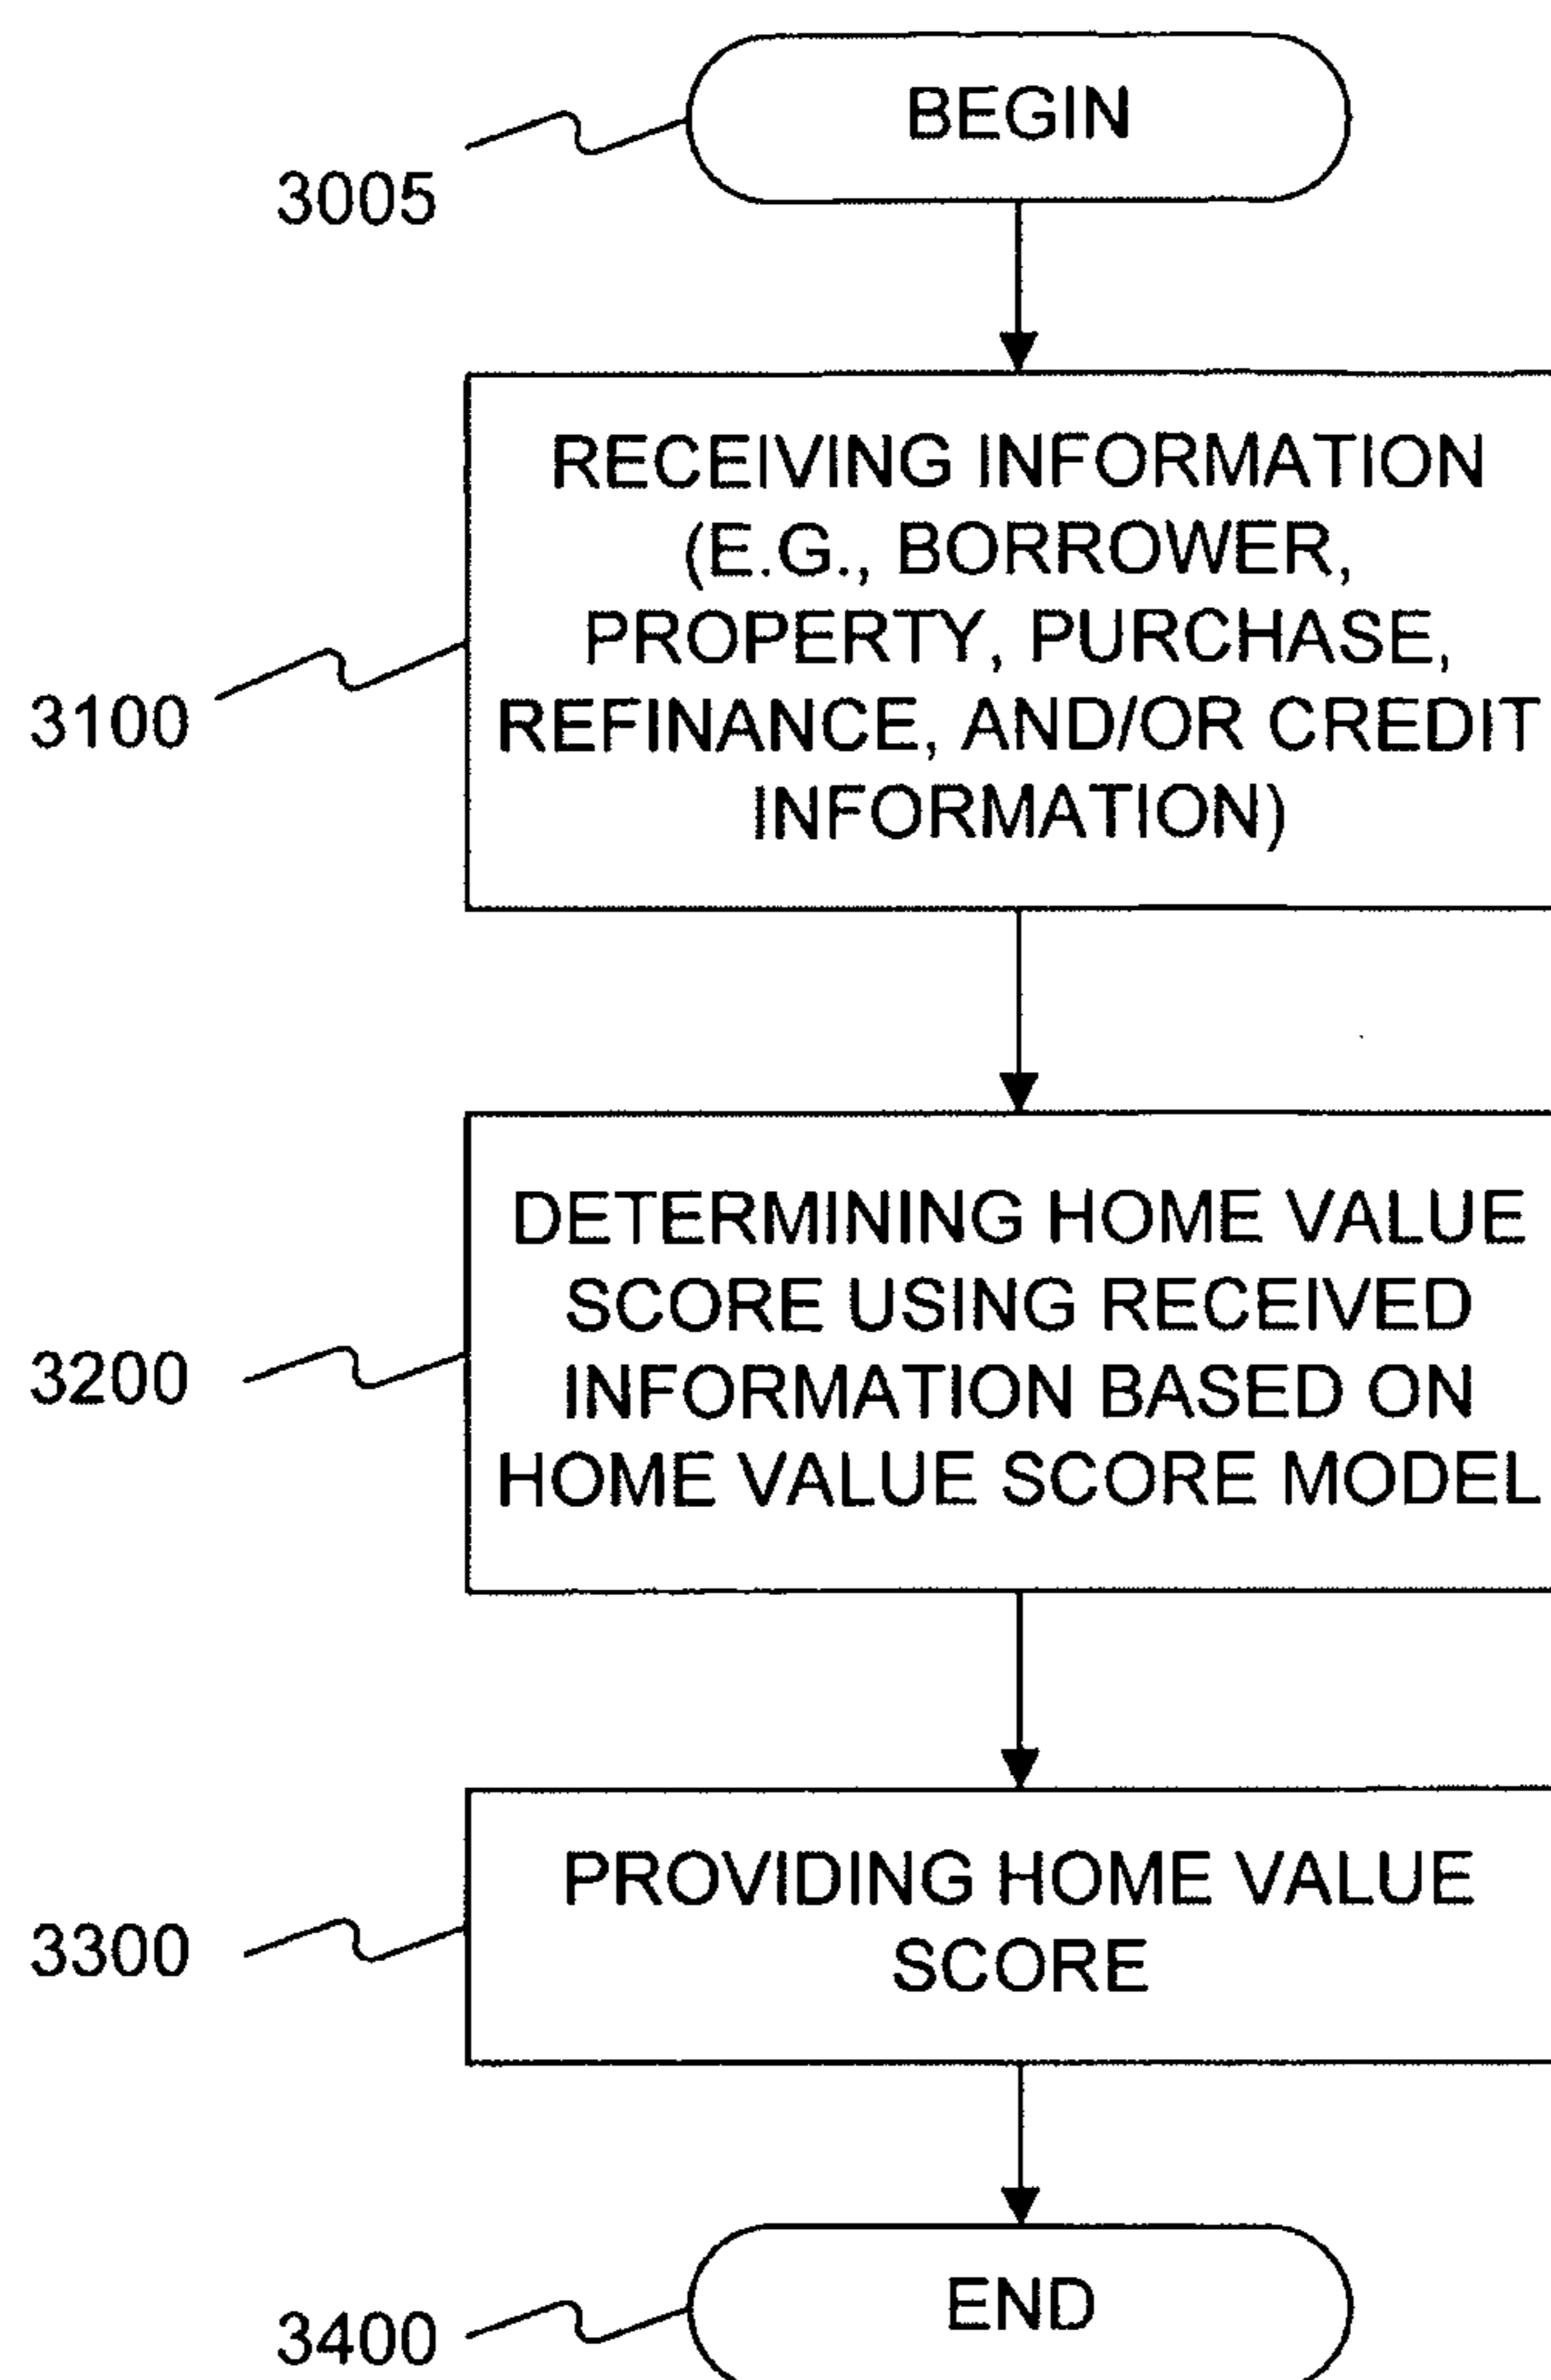 BEGIN
3005
RECEIVING INFORMATION
(E.G., BORROWER,
PROPERTY, PURCHASE,
REFINANCE, AND/OR CREDIT
INFORMATION)
3100
DETERMINING HOME VALUE
SCORE USING RECEIVED
INFORMATION BASED ON
HOME VALUE SCORE MODEL
3200
PROVIDING HOME VALUE
SCORE
3300
END
3400